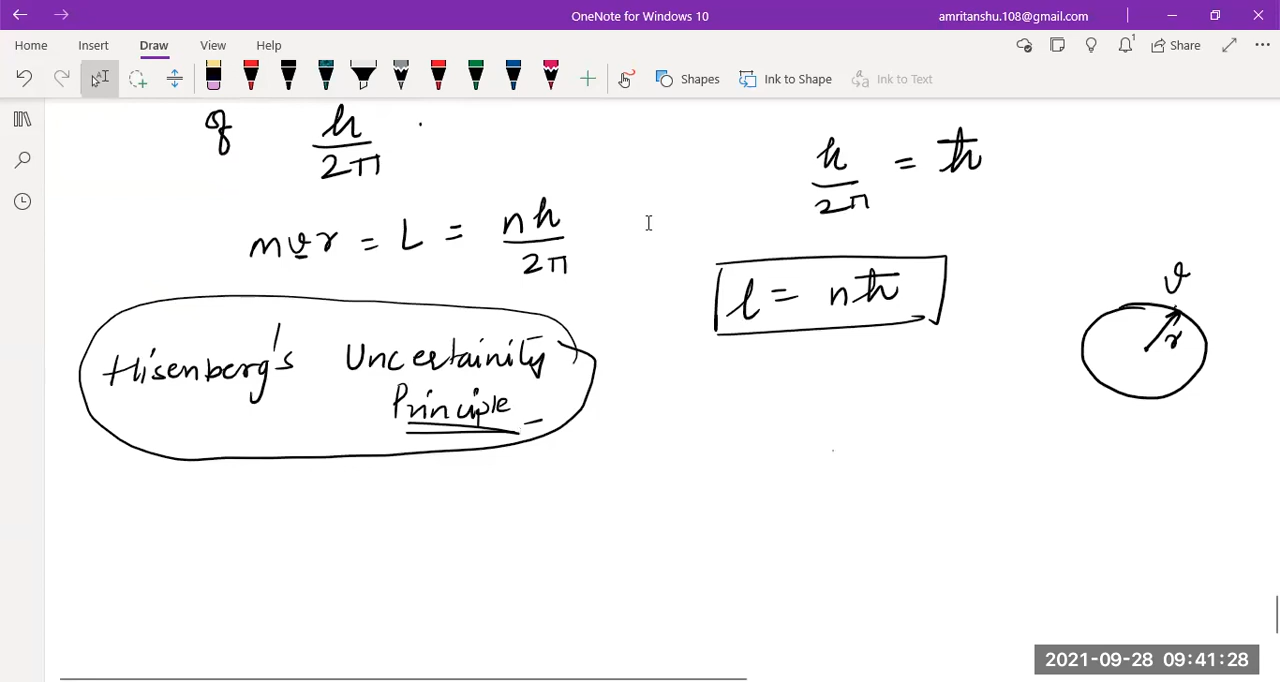 OneNote for Windows 10
amritanshu.108@gmail.com
Home Insert Draw View Help
Share
Shapes Ink to Shape Ink to Text
of h/2π
h/2π = ħ
mvr = L = nh/2π
l = nħ
v
r
Hisenberg's Uncertainity
Principle
2021-09-28 09:41:28